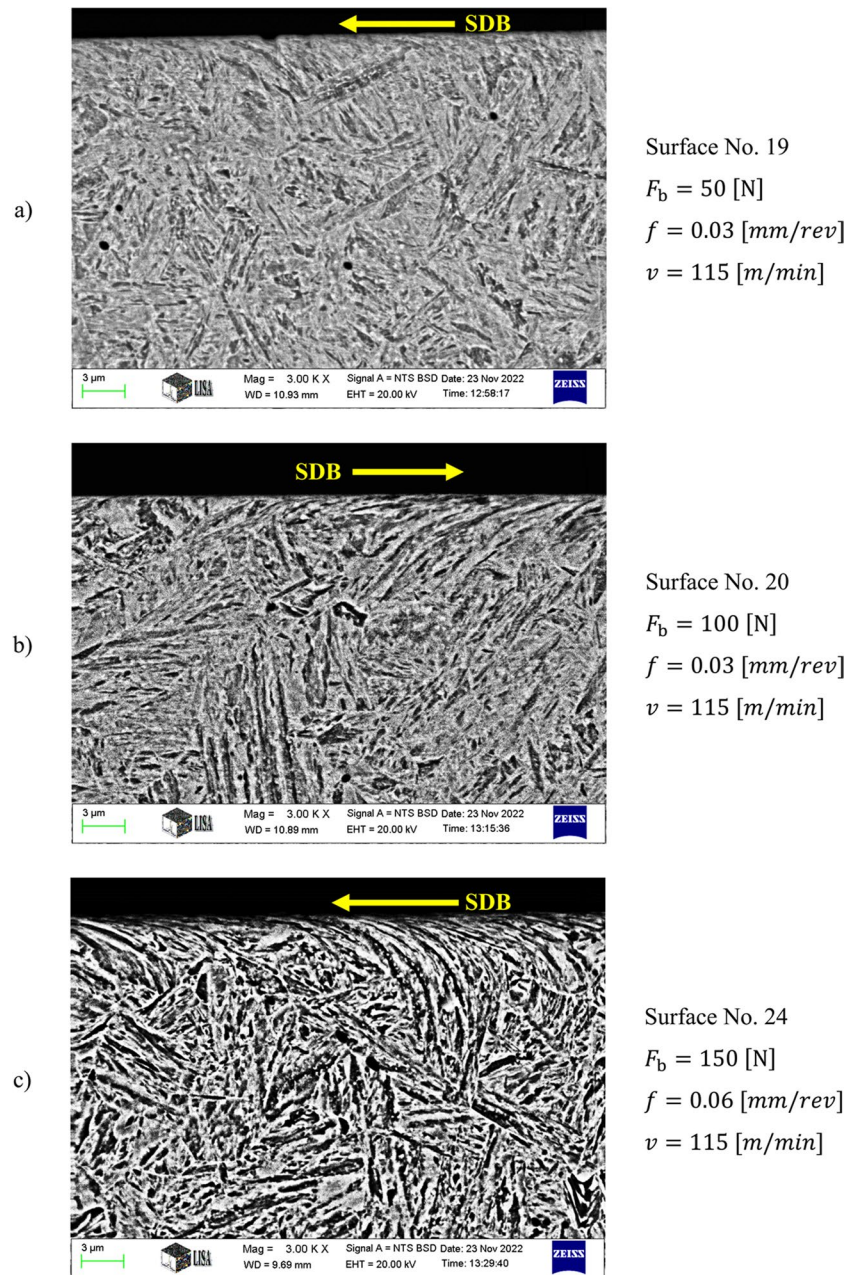 SDB
a)
Surface No. 19
F_b = 50 [N]
f = 0.03 [mm/rev]
v = 115 [m/min]
3 µm
LISA
Mag = 3.00 K X Signal A = NTS BSD Date: 23 Nov 2022
WD = 10.93 mm EHT = 20.00 kV Time: 12:58:17
ZEISS
SDB
b)
Surface No. 20
F_b = 100 [N]
f = 0.03 [mm/rev]
v = 115 [m/min]
3 µm
LISA
Mag = 3.00 K X Signal A = NTS BSD Date: 23 Nov 2022
WD = 10.89 mm EHT = 20.00 kV Time: 13:15:36
ZEISS
SDB
c)
Surface No. 24
F_b = 150 [N]
f = 0.06 [mm/rev]
v = 115 [m/min]
3 µm
LISA
Mag = 3.00 K X Signal A = NTS BSD Date: 23 Nov 2022
WD = 9.69 mm EHT = 20.00 kV Time: 13:29:40
ZEISS